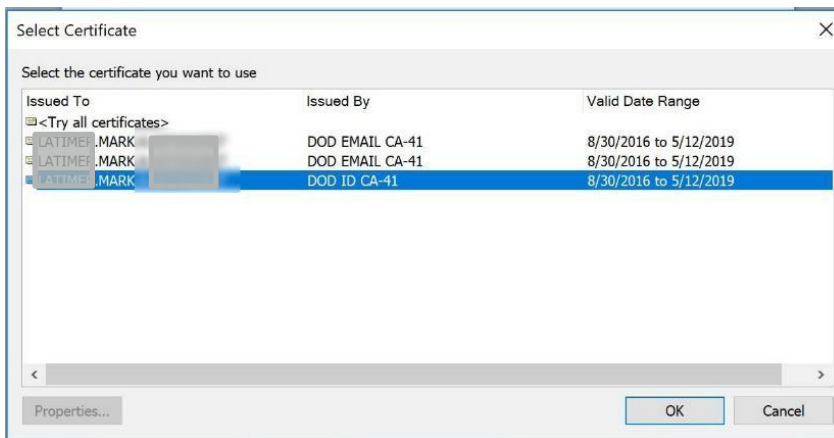 Select Certificate
Select the certificate you want to use
Issued To Issued By Valid Date Range
<Try all certificates>
.MARK DOD EMAIL CA-41 8/30/2016 to 5/12/2019
.MARK DOD EMAIL CA-41 8/30/2016 to 5/12/2019
.MARK DOD ID CA-41 8/30/2016 to 5/12/2019
Properties... OK Cancel